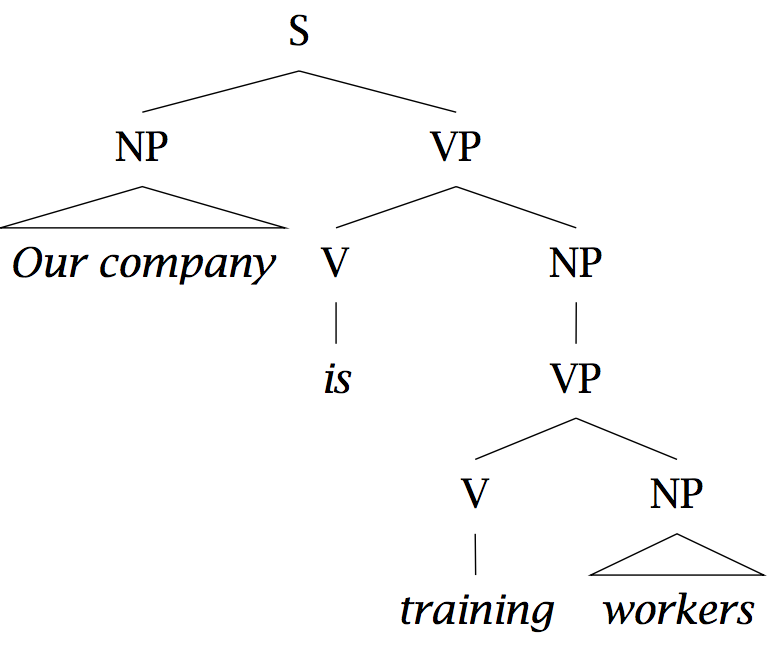 S
NP VP
Our company V NP
is VP
V NP
training workers